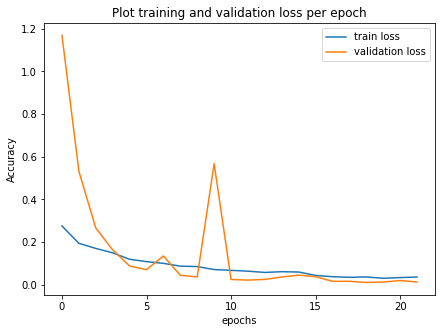 Plot training and validation loss per epoch
train loss
validation loss
Accuracy
1.2
1.0
0.8
0.6
0.4
0.2
0.0
0
5
10
15
20
epochs